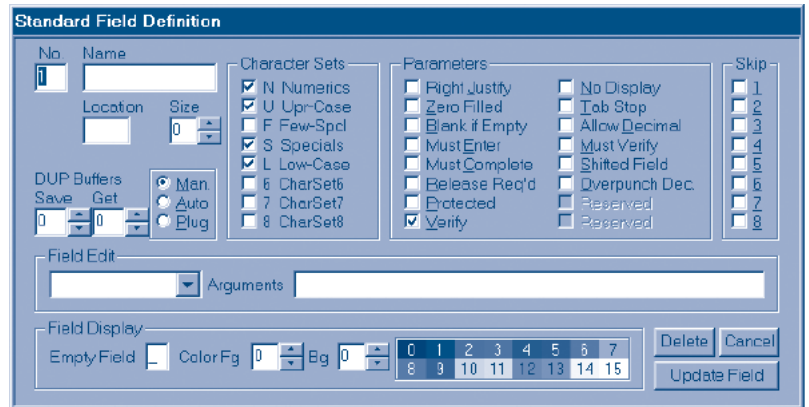 Standard Field Definition
No. Name
1
Location Size
0
DUP Buffers
Save Get
0 0
Man.
Auto
Plug
Character Sets
N Numerics
U Upr-Case
F Few-Spcl
S Specials
L Low-Case
6 CharSet6
7 CharSet7
8 CharSet8
Parameters
Right Justify
Zero Filled
Blank if Empty
Must Enter
Must Complete
Release Req'd
Protected
Verify
No Display
Tab Stop
Allow Decimal
Must Verify
Shifted Field
Overpunch Dec.
Reserved
Reserved
Skip
1
2
3
4
5
6
7
8
Field Edit
Arguments
Field Display
Empty Field _ Color Fg 0 Bg 0
0 1 2 3 4 5 6 7
8 9 10 11 12 13 14 15
Delete Cancel
Update Field